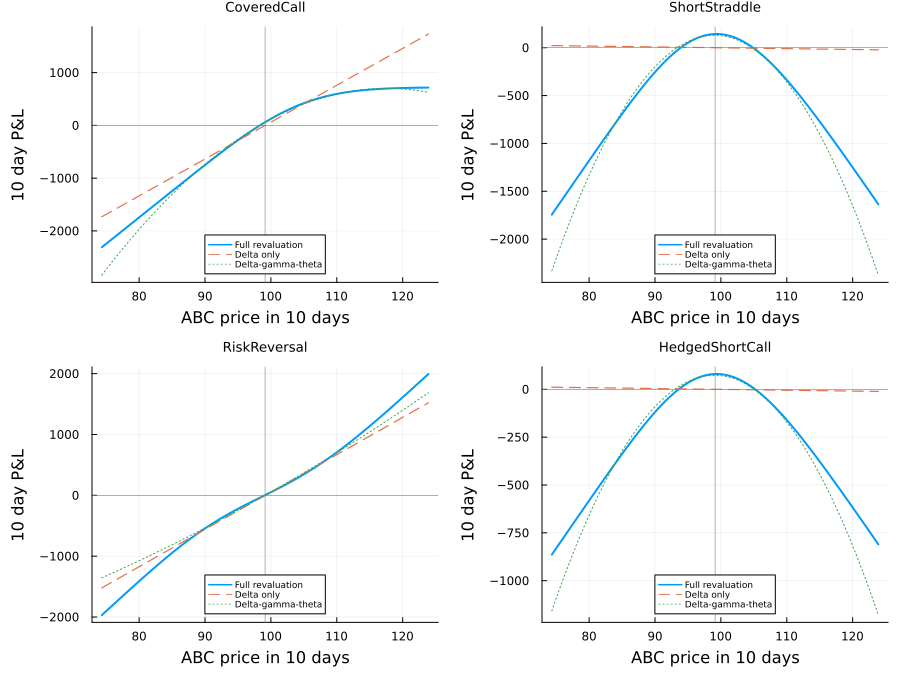 CoveredCall
10 day P&L
1000
0
−1000
−2000
80
90
100
110
120
ABC price in 10 days
Full revaluation
Delta only
Delta-gamma-theta
ShortStraddle
10 day P&L
0
−500
−1000
−1500
−2000
80
90
100
110
120
ABC price in 10 days
Full revaluation
Delta only
Delta-gamma-theta
RiskReversal
10 day P&L
2000
1000
0
−1000
−2000
80
90
100
110
120
ABC price in 10 days
Full revaluation
Delta only
Delta-gamma-theta
HedgedShortCall
10 day P&L
0
−250
−500
−750
−1000
80
90
100
110
120
ABC price in 10 days
Full revaluation
Delta only
Delta-gamma-theta